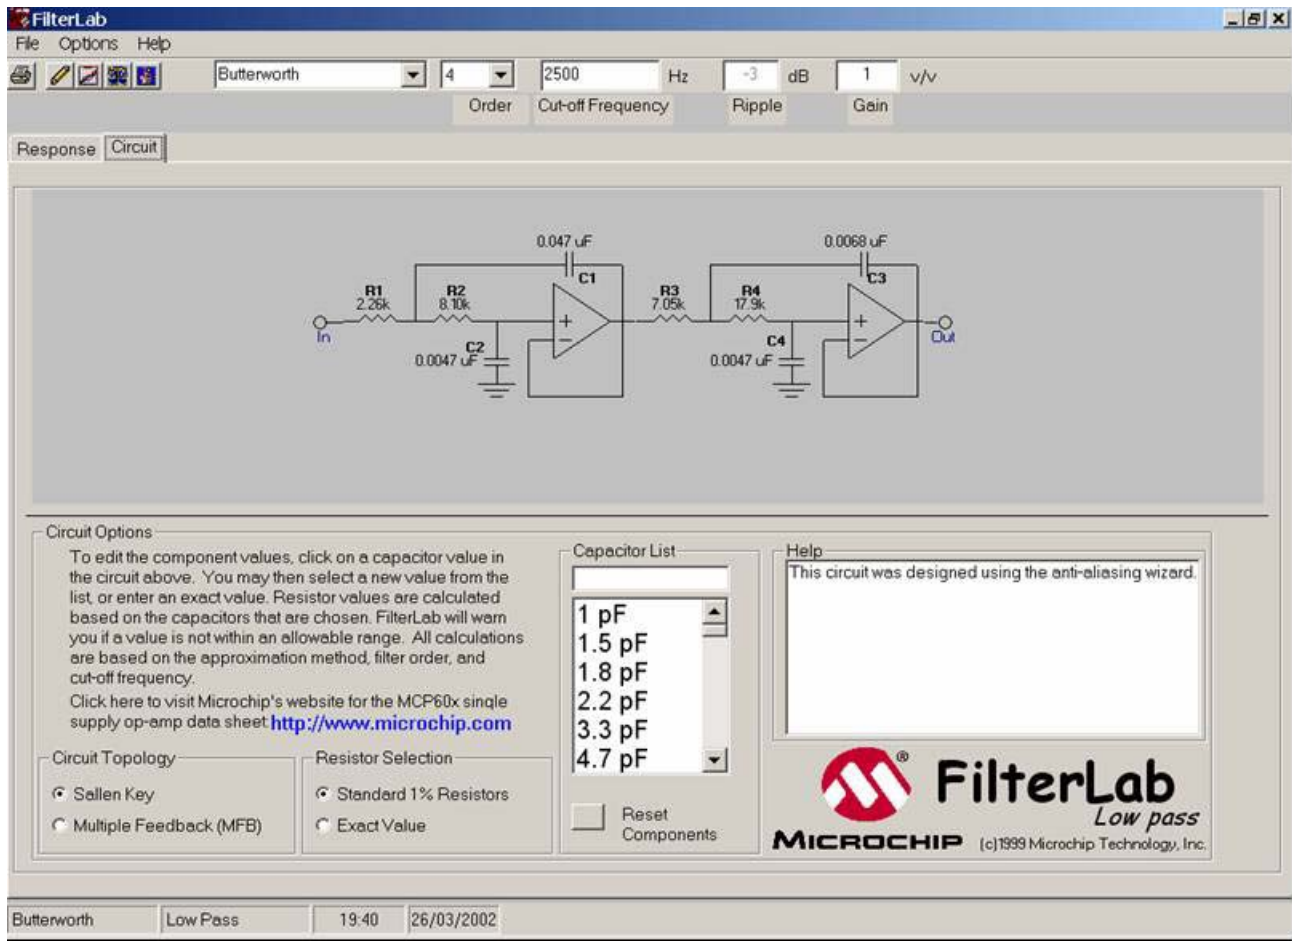 FilterLab
File Options Help
Butterworth 4 2500 Hz -3 dB 1 v/v
Order Cut-off Frequency Ripple Gain
Response Circuit
0.047 uF
C1
R1
2.26k
R2
8.10k
In
C2
0.0047 uF
R3
7.05k
R4
17.9k
0.0068 uF
C3
C4
0.0047 uF
Out
Circuit Options
To edit the component values, click on a capacitor value in
the circuit above. You may then select a new value from the
list, or enter an exact value. Resistor values are calculated
based on the capacitors that are chosen. FilterLab will warn
you if a value is not within an allowable range. All calculations
are based on the approximation method, filter order, and
cut-off frequency.
Click here to visit Microchip's website for the MCP60x single
supply op-amp data sheet http://www.microchip.com
Circuit Topology
Sallen Key
Multiple Feedback (MFB)
Resistor Selection
Standard 1% Resistors
Exact Value
Capacitor List
1 pF
1.5 pF
1.8 pF
2.2 pF
3.3 pF
4.7 pF
Reset
Components
Help
This circuit was designed using the anti-aliasing wizard.
® FilterLab
Low pass
MICROCHIP (c)1999 Microchip Technology, Inc.
Butterworth Low Pass 19:40 26/03/2002